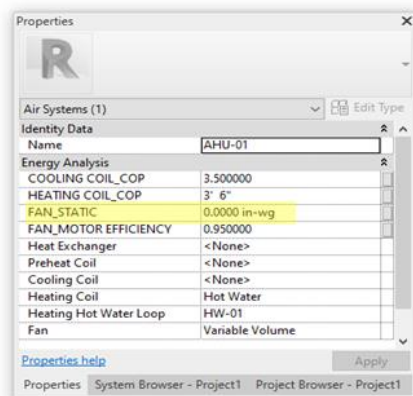 Properties
R
Air Systems (1)
Edit Type
Identity Data
Name AHU-01
Energy Analysis
COOLING COIL_COP 3.500000
HEATING COIL_COP 3' 6"
FAN_STATIC 0.0000 in-wg
FAN_MOTOR EFFICIENCY 0.950000
Heat Exchanger <None>
Preheat Coil <None>
Cooling Coil <None>
Heating Coil Hot Water
Heating Hot Water Loop HW-01
Fan Variable Volume
Properties help Apply
Properties System Browser - Project1 Project Browser - Project1